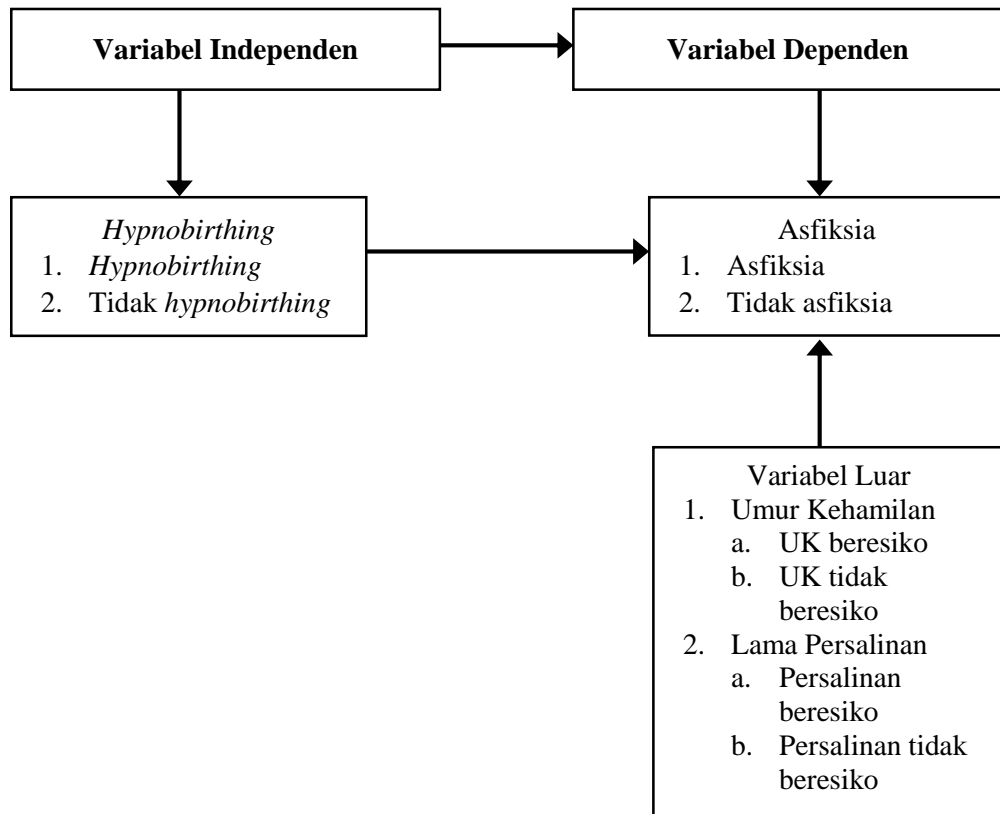 Variabel Independen
Variabel Dependen
Hypnobirthing
1. Hypnobirthing
2. Tidak hypnobirthing
Asfiksia
1. Asfiksia
2. Tidak asfiksia
Variabel Luar
1. Umur Kehamilan
a. UK beresiko
b. UK tidak
beresiko
2. Lama Persalinan
a. Persalinan
beresiko
b. Persalinan tidak
beresiko